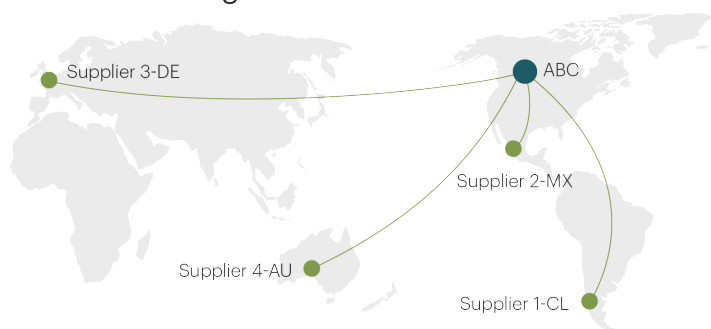 Supplier 3-DE
ABC
Supplier 2-MX
Supplier 4-AU
Supplier 1-CL